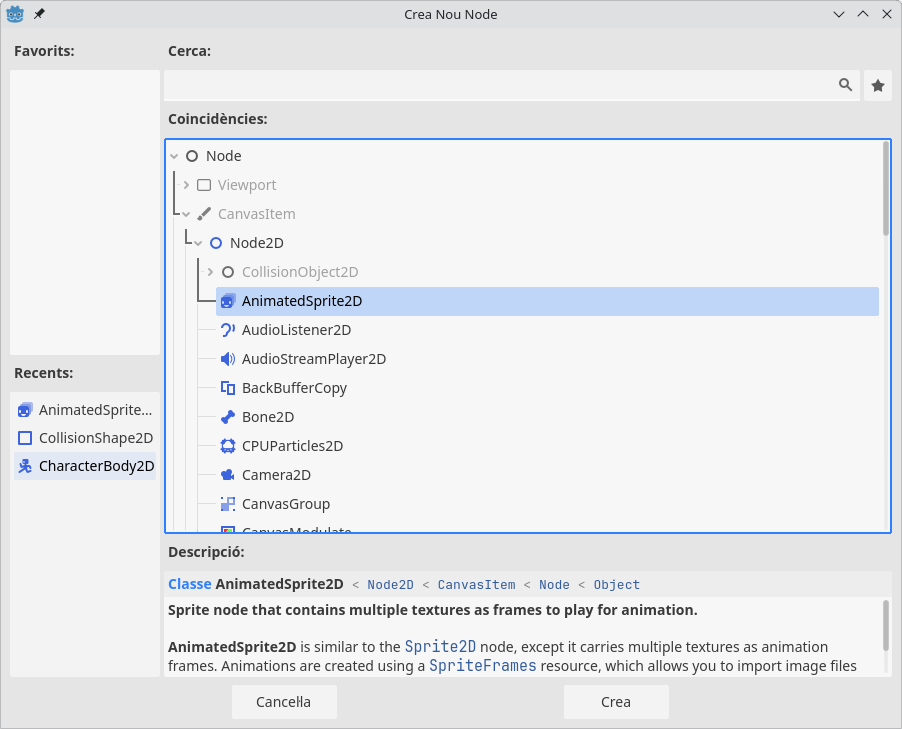 Crea Nou Node
Favorits:
Cerca:
Coincidències:
Node
Viewport
CanvasItem
Node2D
CollisionObject2D
AnimatedSprite2D
AudioListener2D
AudioStreamPlayer2D
BackBufferCopy
Bone2D
CPUParticles2D
Camera2D
CanvasGroup
CanvasModulate
Recents:
AnimatedSprite...
CollisionShape2D
CharacterBody2D
Descripció:
Classe AnimatedSprite2D < Node2D < CanvasItem < Node < Object
Sprite node that contains multiple textures as frames to play for animation.
AnimatedSprite2D is similar to the Sprite2D node, except it carries multiple textures as animation
frames. Animations are created using a SpriteFrames resource, which allows you to import image files
Cancel·la
Crea